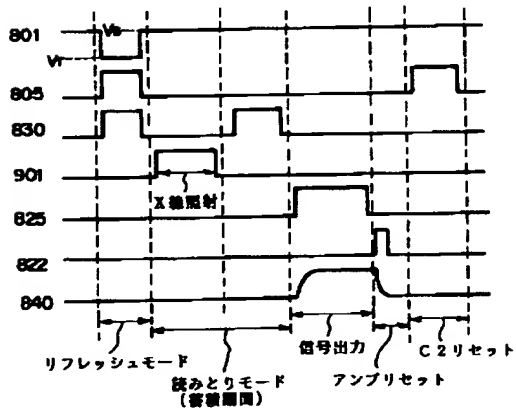 801
Vs
Vr
805
830
901
X線照射
825
822
840
リフレッシュモード
読みとりモード
(蓄積期間)
信号出力
アンプリセット
C2リセット